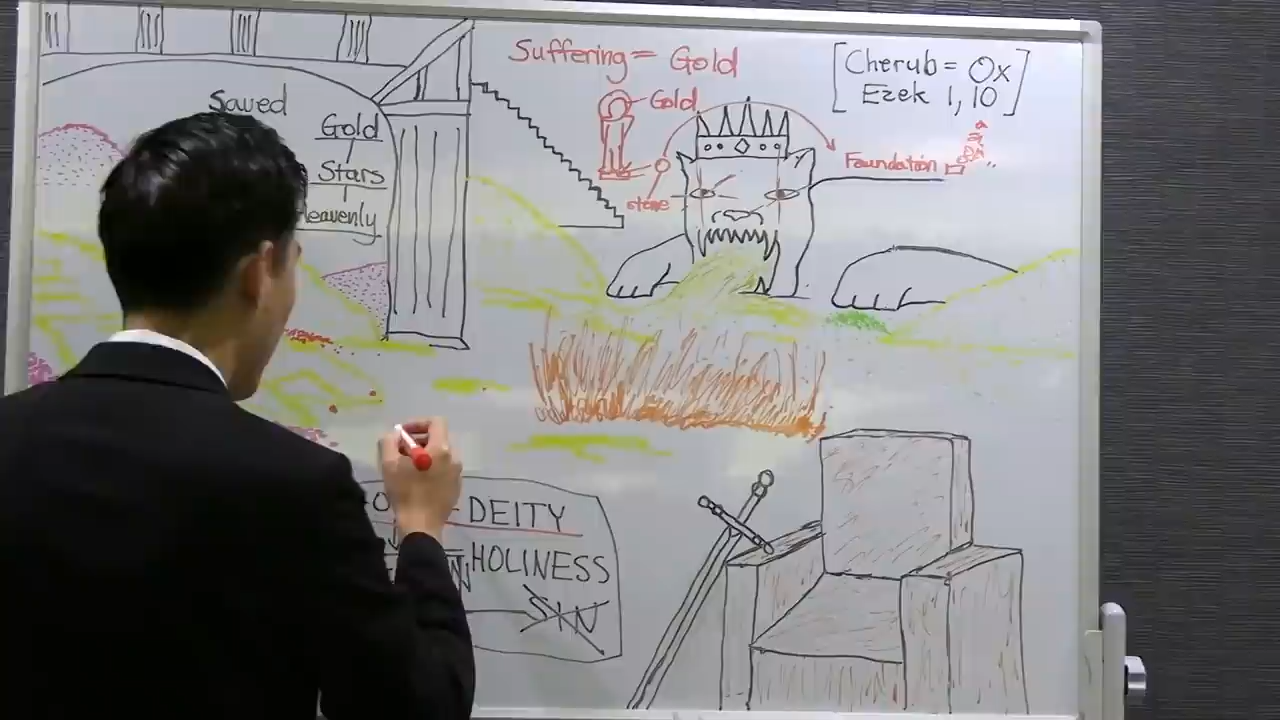 Suffering = Gold
[Cherub = Ox
Ezek 1, 10]
Saved
Gold
Stars
Heavenly
Gold
stone
Foundation
DEITY
HOLINESS
SIN